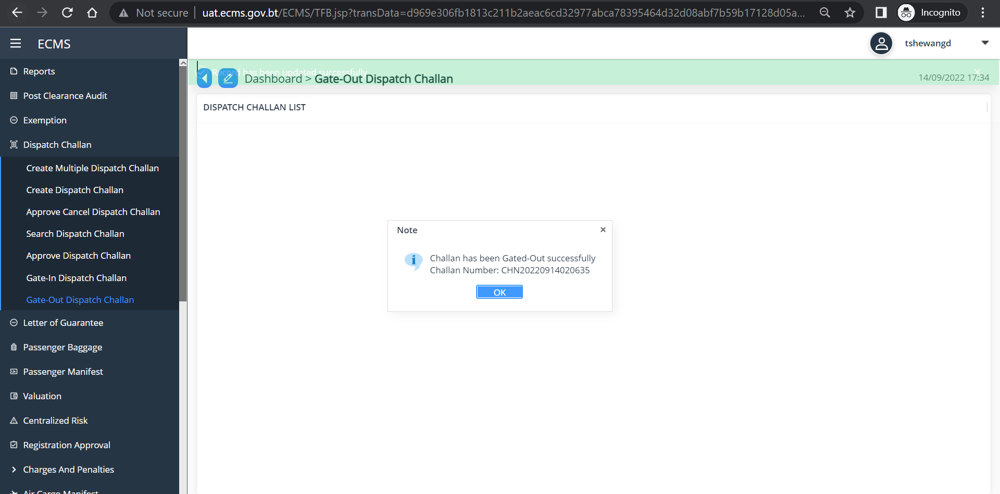 Not secure
uat.ecms.gov.bt/ECMS/TFB.jsp?transData=d969e306fb1813c211b2aeac6cd32977abca78395464d32d08abf7b59b17128d05a...
Incognito
ECMS
tshewangd
Reports
Post Clearance Audit
Exemption
Dispatch Challan
Create Multiple Dispatch Challan
Create Dispatch Challan
Approve Cancel Dispatch Challan
Search Dispatch Challan
Approve Dispatch Challan
Gate-In Dispatch Challan
Gate-Out Dispatch Challan
Letter of Guarantee
Passenger Baggage
Passenger Manifest
Valuation
Centralized Risk
Registration Approval
Charges And Penalties
Air Cargo Manifest
Record has been updated successfully
Dashboard > Gate-Out Dispatch Challan
14/09/2022 17:34
DISPATCH CHALLAN LIST
Note
Challan has been Gated-Out successfully
Challan Number: CHN20220914020635
OK